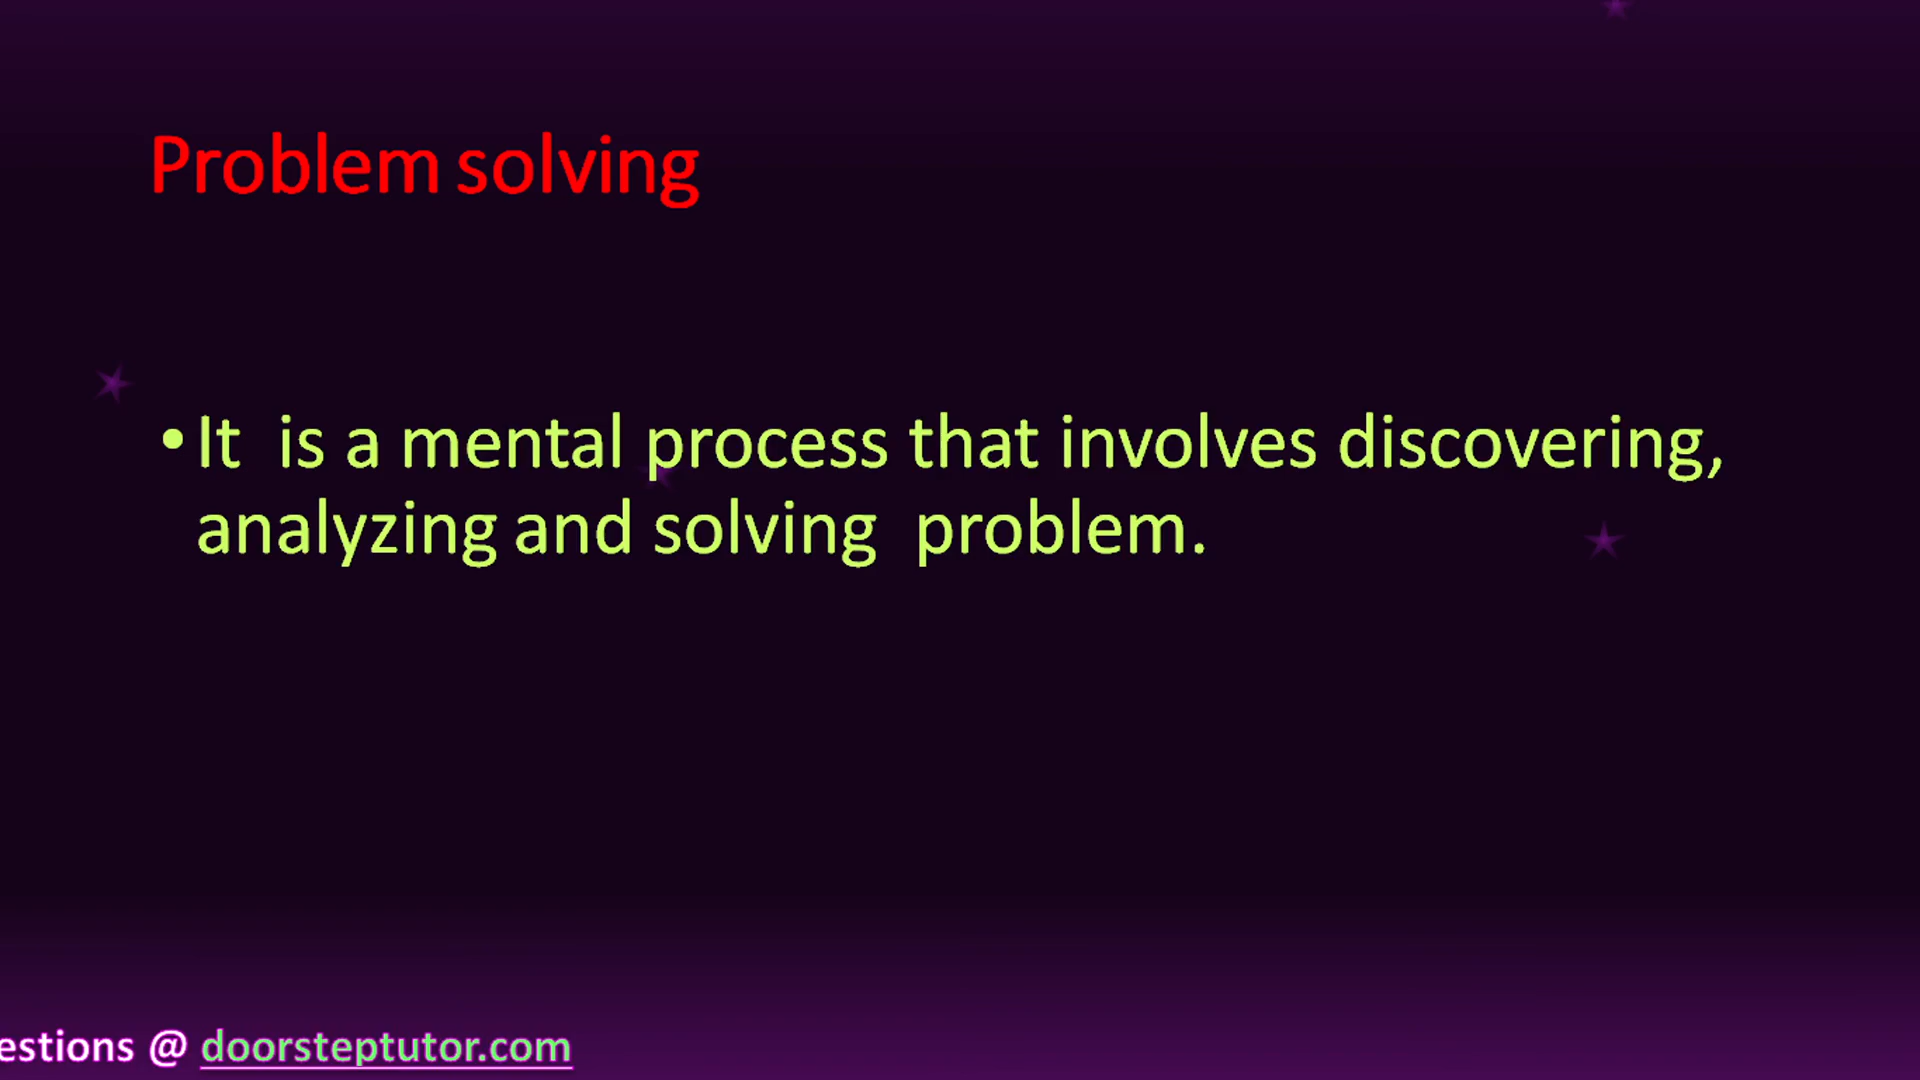 Problem solving
•It  is a mental process that involves discovering,
analyzing and solving  problem.
estions @ doorsteptutor.com